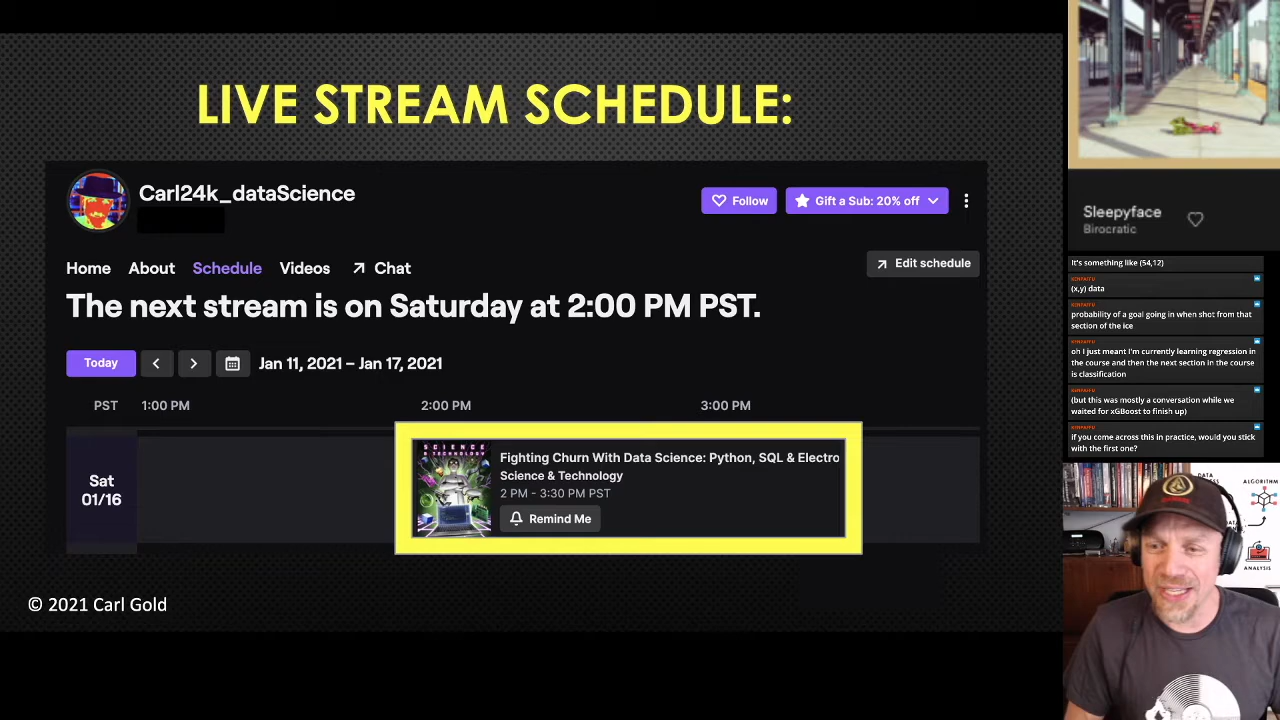 LIVE STREAM SCHEDULE:
Carl24k_dataScience
Follow
Gift a Sub: 20% off
Home About Schedule Videos Chat
Edit schedule
The next stream is on Saturday at 2:00 PM PST.
Today
Jan 11, 2021 – Jan 17, 2021
PST 1:00 PM 2:00 PM 3:00 PM
Sat
01/16
SCIENCE
& TECHNOLOGY
Fighting Churn With Data Science: Python, SQL & Electro
Science & Technology
2 PM - 3:30 PM PST
Remind Me
© 2021 Carl Gold
Sleepyface
Birocratic
It's something like (54,12)
(x,y) data
probability of a goal going in when shot from that
section of the ice
oh I just meant I'm currently learning regression in
the course and then the next section in the course
is classification
(but this was mostly a conversation while we
waited for xGBoost to finish up)
if you come across this in practice, would you stick
with the first one?
DATA
ALGORITHM
ANALYSIS